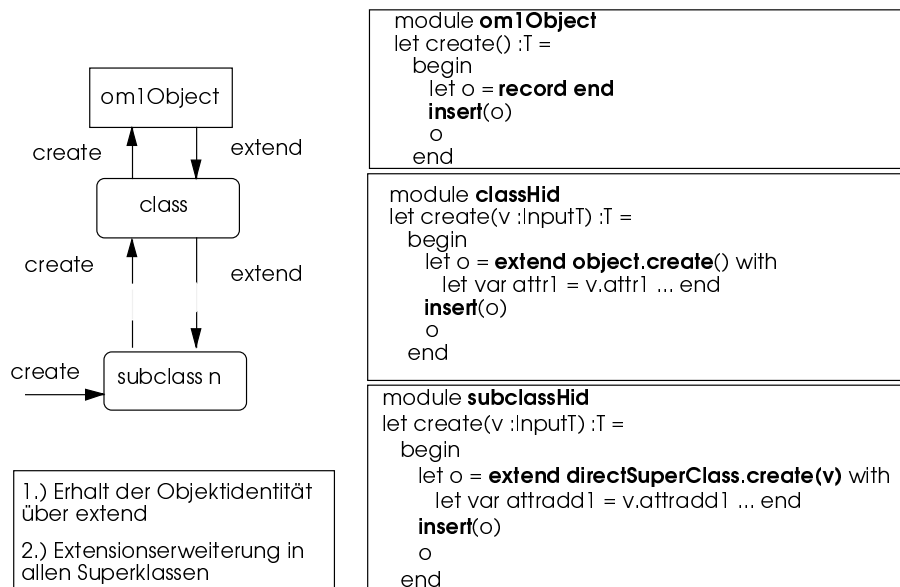 om1Object
create
extend
class
create
extend
create
subclass n
1.) Erhalt der Objektidentität
über extend
2.) Extensionserweiterung in
allen Superklassen
module om1Object
let create() :T =
begin
let o = record end
insert(o)
o
end
module classHid
let create(v :InputT) :T =
begin
let o = extend object.create() with
let var attr1 = v.attr1 ... end
insert(o)
o
end
module subclassHid
let create(v :InputT) :T =
begin
let o = extend directSuperClass.create(v) with
let var attradd1 = v.attradd1 ... end
insert(o)
o
end